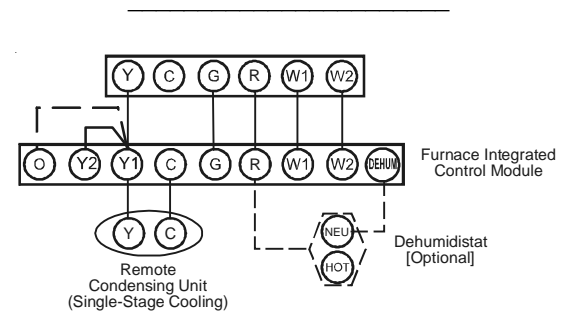 Y C G R W1 W2
O Y2 Y1 C G R W1 W2 DEHUM
Furnace Integrated
Control Module
Y C
NEU
HOT
Dehumidistat
[Optional]
Remote
Condensing Unit
(Single-Stage Cooling)